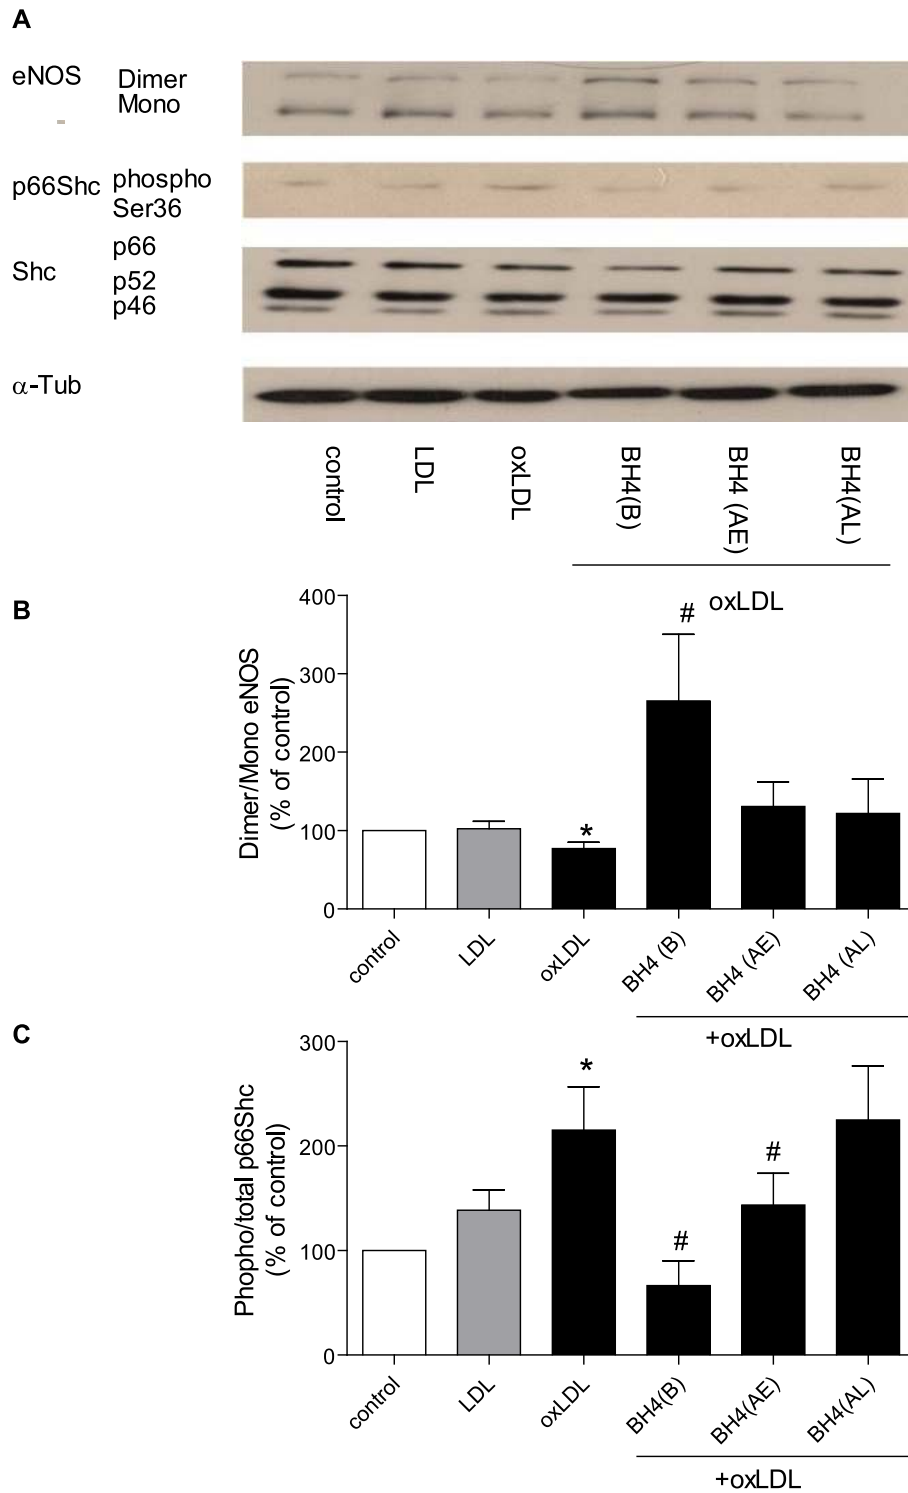 A
eNOS Dimer
Mono
p66Shc phospho
Ser36
p66
Shc
p52
p46
α-Tub
control LDL oxLDL BH4(B) BH4 (AE) BH4(AL)
oxLDL
B
Dimer/Mono eNOS
(% of control)
400
300
200
100
0
#
*
control LDL oxLDL BH4 (B) BH4 (AE) BH4 (AL)
+oxLDL
C
Phopho/total p66Shc
(% of control)
300
200
100
0
*
#
#
control LDL oxLDL BH4(B) BH4(AE) BH4(AL)
+oxLDL